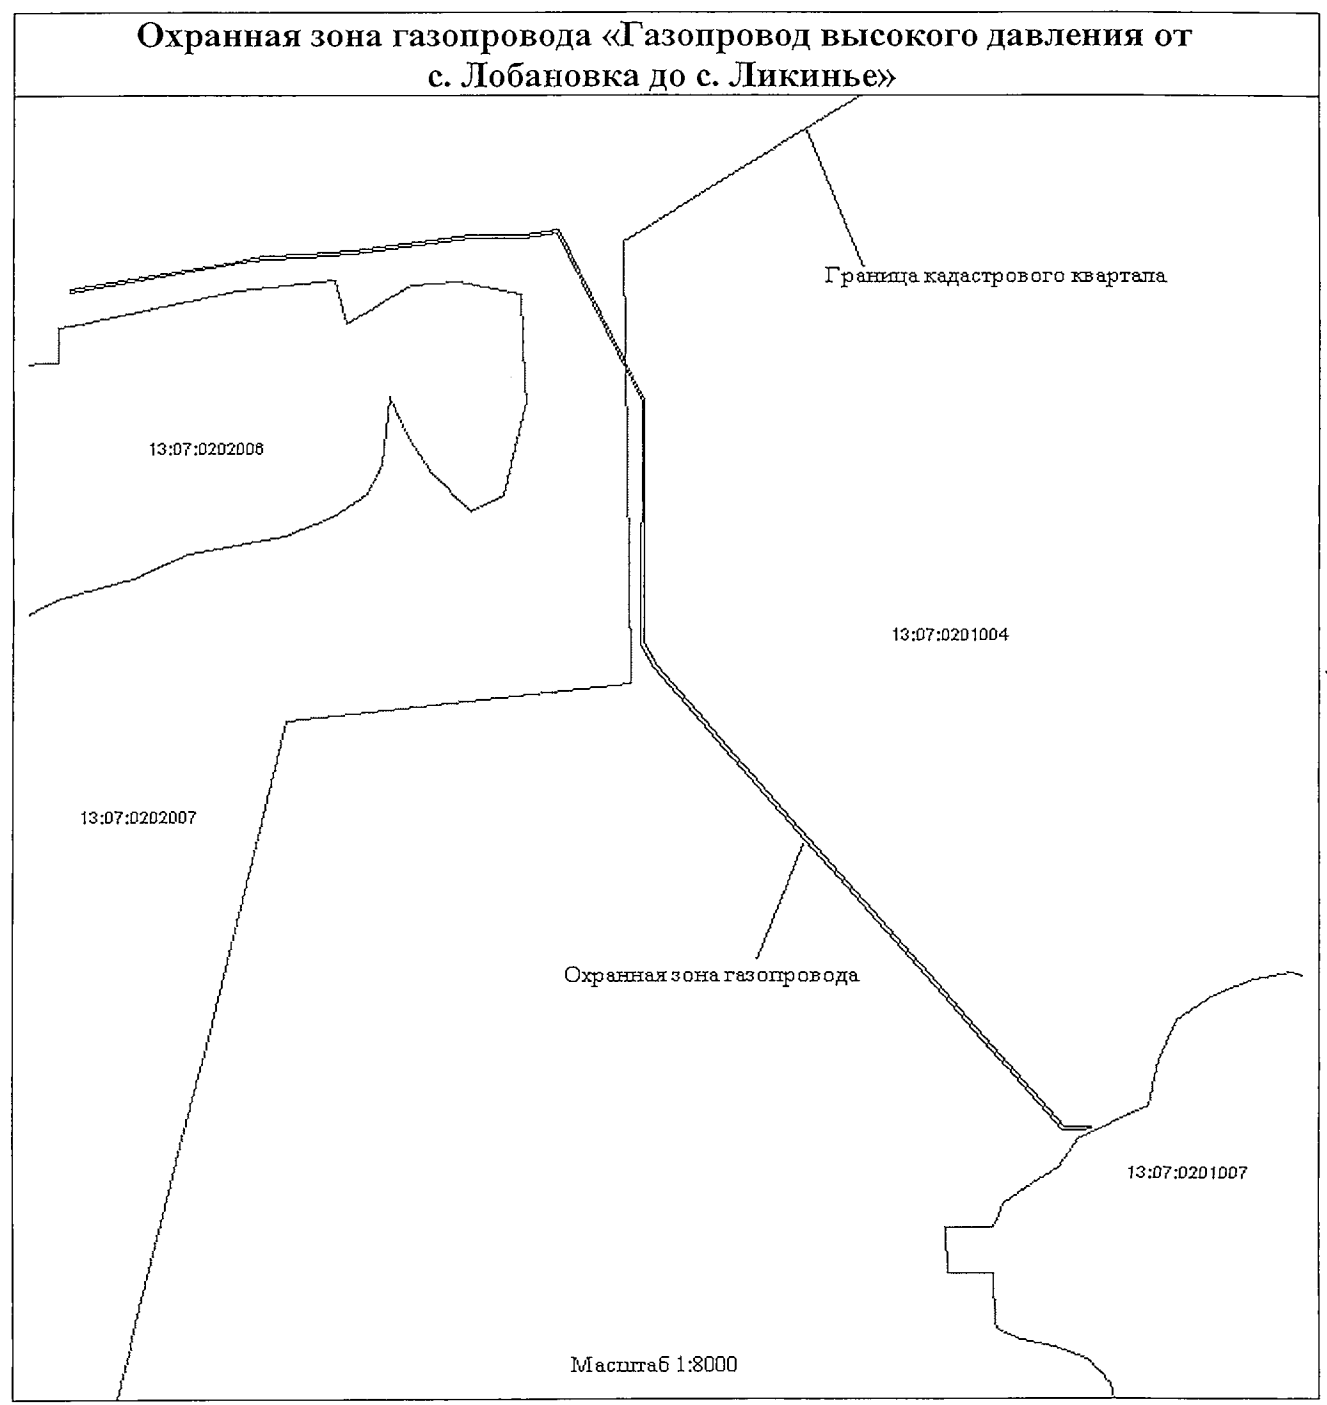 Охранная зона газопровода «Газопровод высокого давления от
с. Лобановка до с. Ликинье»
Граница кадастрового квартала
13:07:0202006
13:07:0201004
13:07:0202007
Охранная зона газопровода
13:07:0201007
Масштаб 1:8000